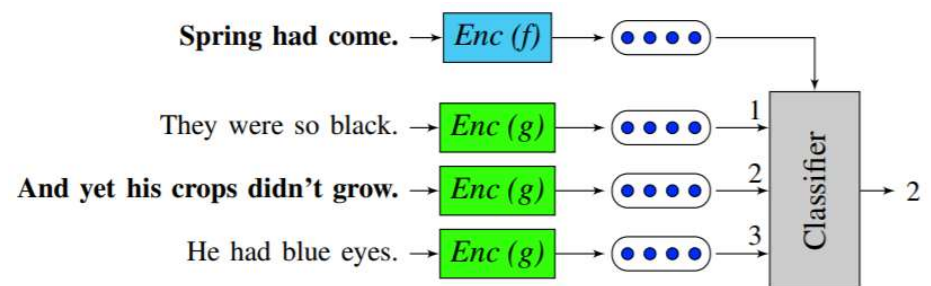 Spring had come. Enc (f)
They were so black. Enc (g) 1
And yet his crops didn't grow. Enc (g) 2
He had blue eyes. Enc (g) 3
Classifier 2